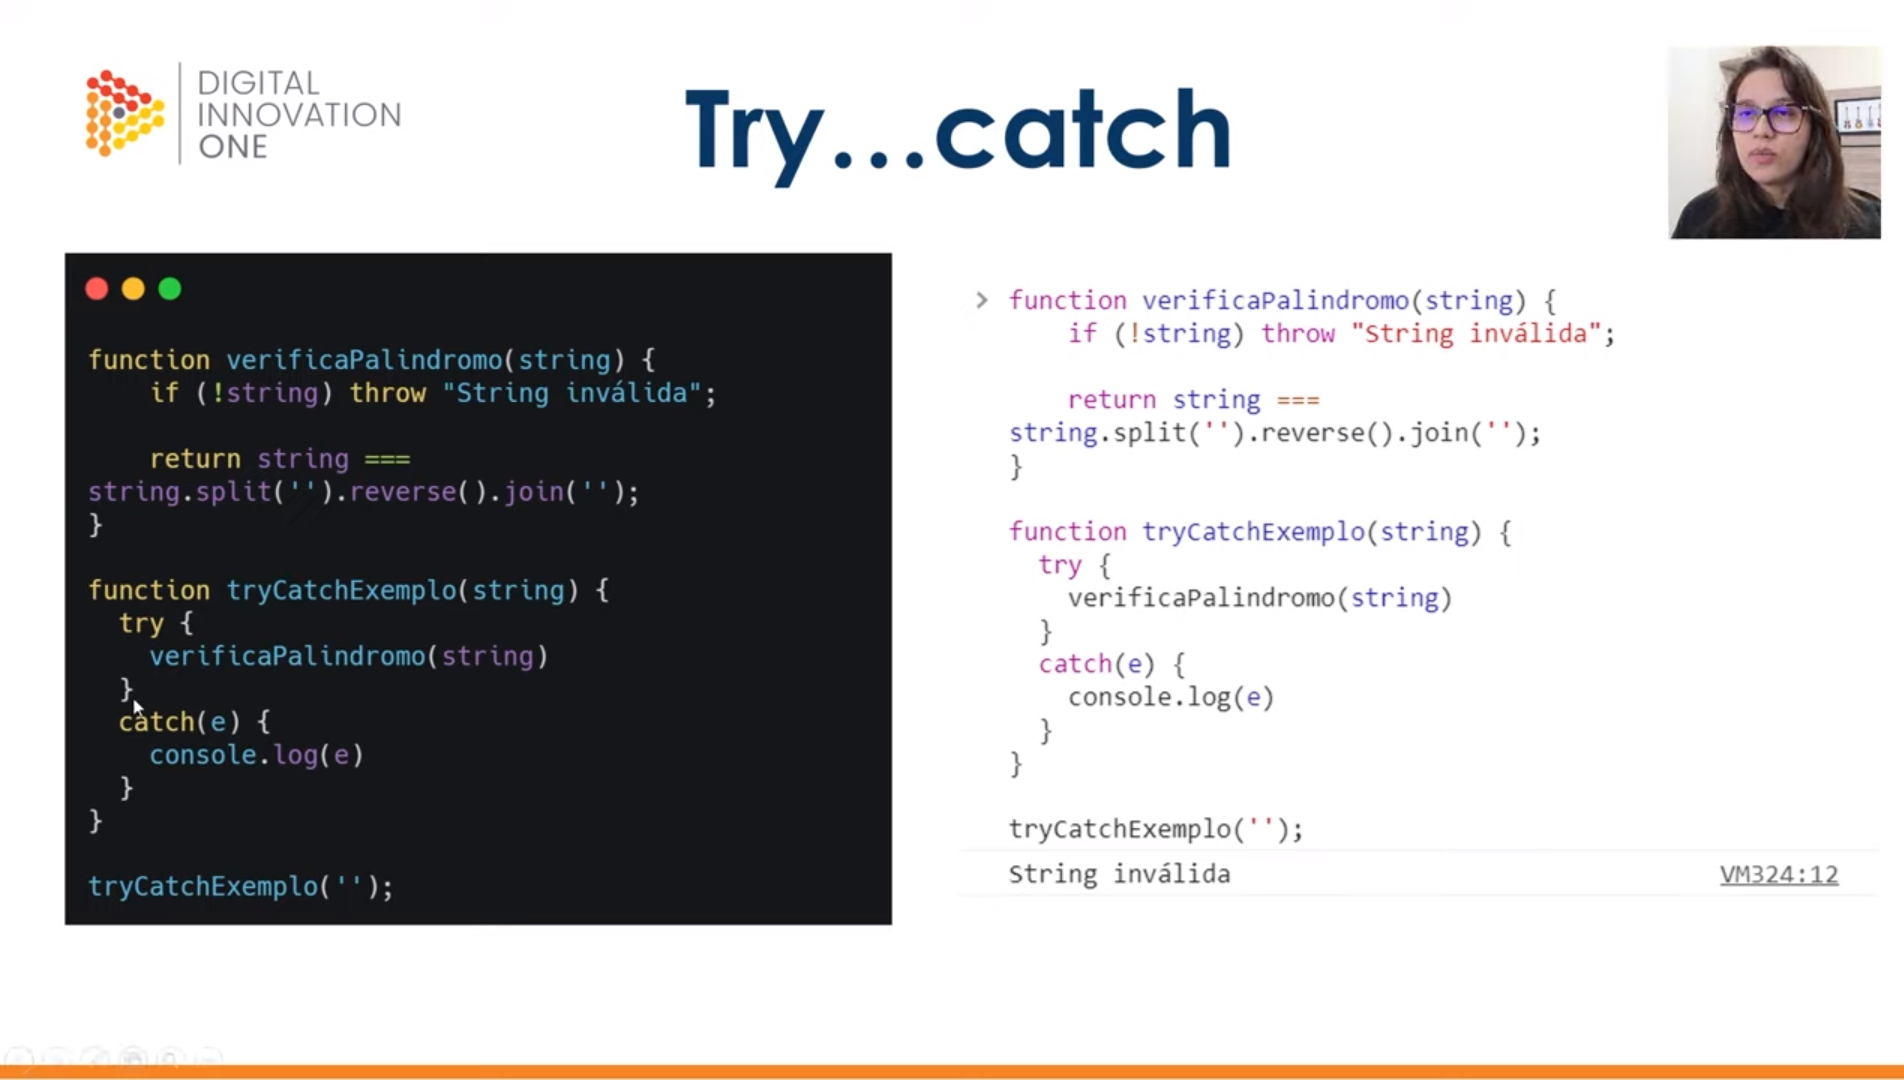 DIGITAL
INNOVATION
ONE
Try...catch
function verificaPalindromo(string) {
    if (!string) throw "String inválida";

    return string ===
string.split('').reverse().join('');
}

function tryCatchExemplo(string) {
  try {
    verificaPalindromo(string)
  }
  catch(e) {
    console.log(e)
  }
}

tryCatchExemplo('');
> function verificaPalindromo(string) {
    if (!string) throw "String inválida";

    return string ===
string.split('').reverse().join('');
}

function tryCatchExemplo(string) {
  try {
    verificaPalindromo(string)
  }
  catch(e) {
    console.log(e)
  }
}

tryCatchExemplo('');
String inválida VM324:12